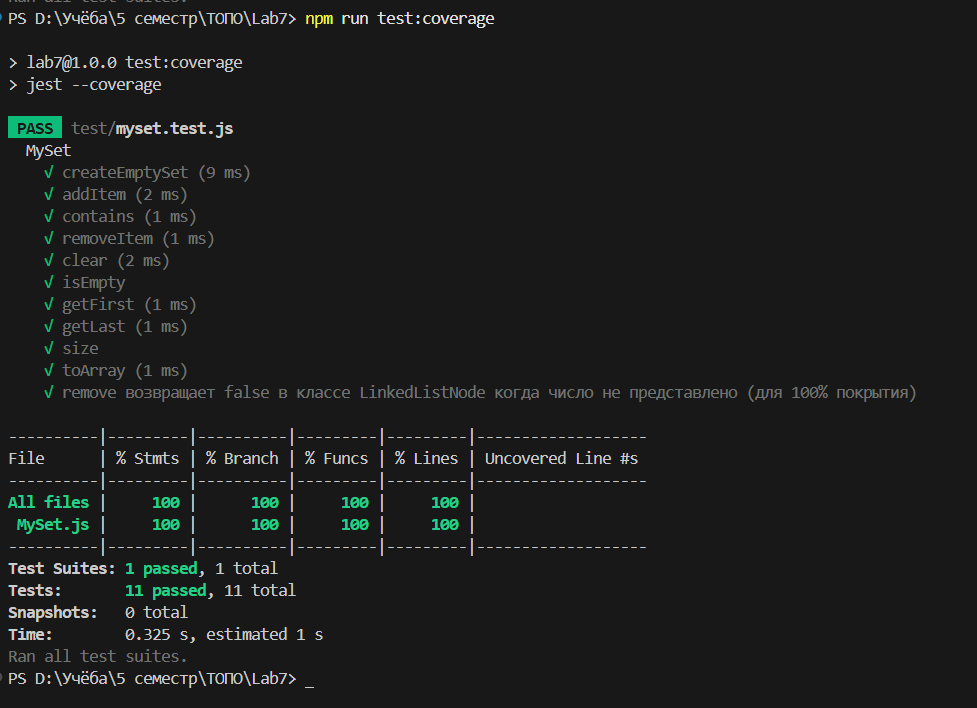 Ran all test suites.
PS D:\Учёба\5 семестр\ТОПО\Lab7> npm run test:coverage
> lab7@1.0.0 test:coverage
> jest --coverage
PASS test/myset.test.js
MySet
√ createEmptySet (9 ms)
√ addItem (2 ms)
√ contains (1 ms)
√ removeItem (1 ms)
√ clear (2 ms)
√ isEmpty
√ getFirst (1 ms)
√ getLast (1 ms)
√ size
√ toArray (1 ms)
√ remove возвращает false в классе LinkedListNode когда число не представлено (для 100% покрытия)
----------|---------|----------|---------|---------|-------------------
File      | % Stmts | % Branch | % Funcs | % Lines | Uncovered Line #s
----------|---------|----------|---------|---------|-------------------
All files |     100 |      100 |     100 |     100 |
 MySet.js |     100 |      100 |     100 |     100 |
----------|---------|----------|---------|---------|-------------------
Test Suites: 1 passed, 1 total
Tests:       11 passed, 11 total
Snapshots:   0 total
Time:        0.325 s, estimated 1 s
Ran all test suites.
PS D:\Учёба\5 семестр\ТОПО\Lab7> _